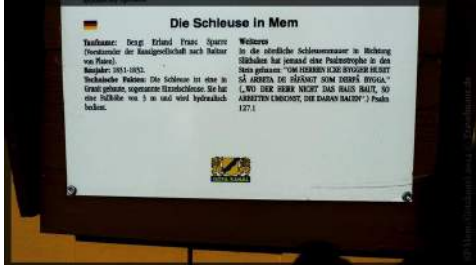 Die Schleuse in Mem
Taufname: Bengt Erland Franc Sparre
(Vorsitzender der Kanalgesellschaft nach Baltzar
von Platen).
Baujahr: 1831-1832.
Technische Fakten: Die Schleuse ist eine in
Granit gebaute, sogenannte Einzelschleuse. Sie hat
eine Fallhöhe von 3 m und wird hydraulisch
bedient.
Weiteres
In die nördliche Schleusenmauer in Richtung
Slätbaken hat jemand eine Psalmstrophe in den
Stein gehauen: "OM HERREN ICKE BYGGER HUSET
SÅ ARBETA DE FÅFÄNGT SOM DERPÅ BYGGA."
(„WO DER HERR NICHT DAS HAUS BAUT, SO
ARBEITEN UMSONST, DIE DARAN BAUEN".) Psalm
127.1
GÖTA KANAL